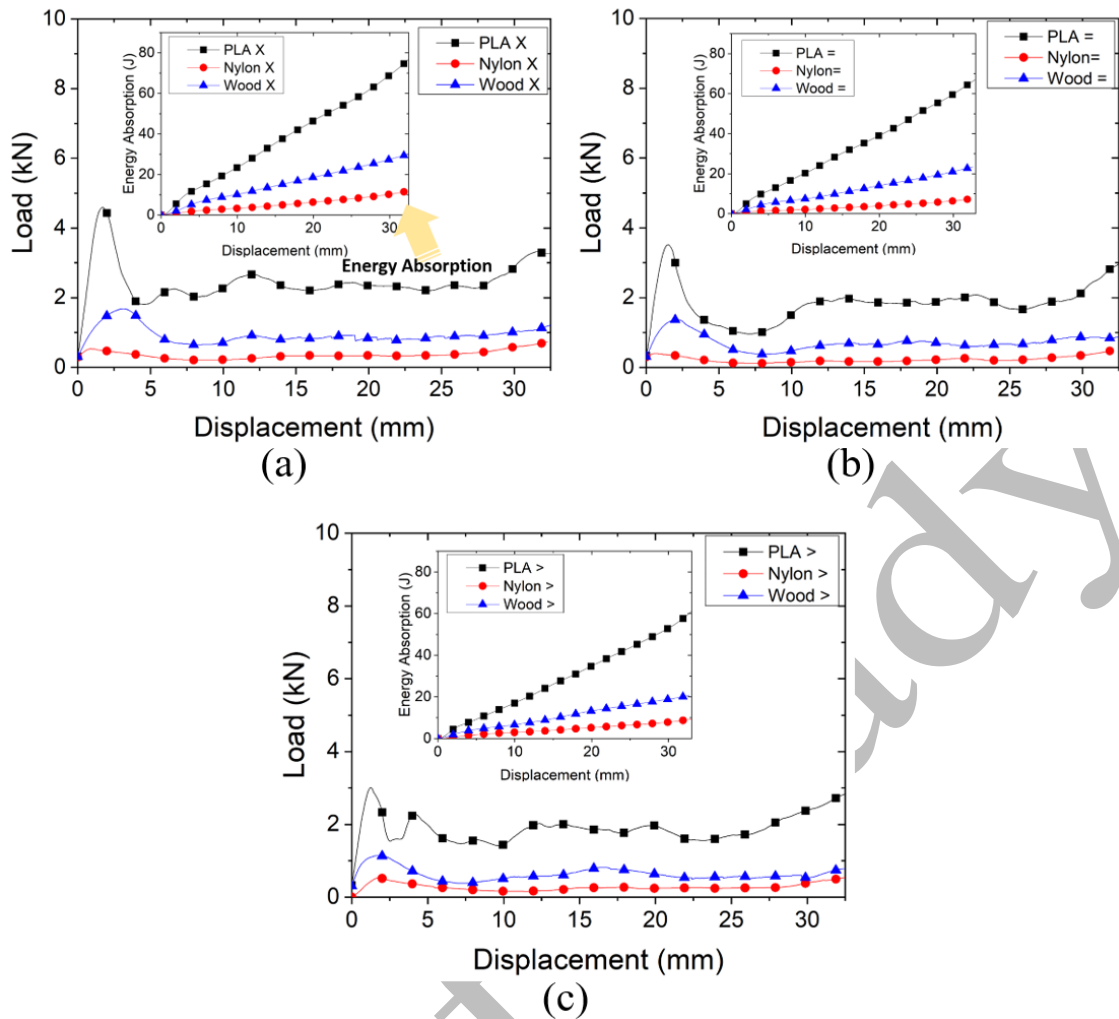 10
8
6
4
2
0
Load (kN)
0 5 10 15 20 25 30
Displacement (mm)
PLA X
Nylon X
Wood X
80
60
40
20
0
Energy Absorption (J)
0 10 20 30
Displacement (mm)
PLA X
Nylon X
Wood X
Energy Absorption
(a)
10
8
6
4
2
0
Load (kN)
0 5 10 15 20 25 30
Displacement (mm)
PLA =
Nylon=
Wood =
80
60
40
20
0
Energy Absorption (J)
0 10 20 30
Displacement (mm)
PLA =
Nylon=
Wood =
(b)
10
8
6
4
2
0
Load (kN)
0 5 10 15 20 25 30
Displacement (mm)
PLA >
Nylon >
Wood >
80
60
40
20
0
Energy Absorption (J)
0 10 20 30
Displacement (mm)
PLA >
Nylon >
Wood >
(c)